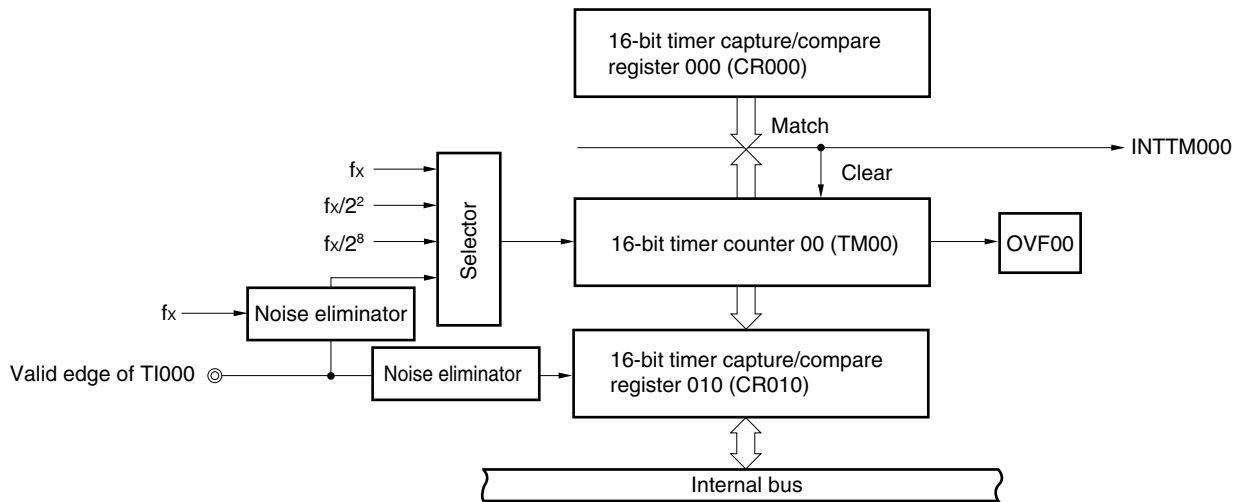 16-bit timer capture/compare
register 000 (CR000)
Match
INTTM000
fx
Clear
fx/2²
fx/2⁸
Selector
16-bit timer counter 00 (TM00)
OVF00
fx
Noise eliminator
16-bit timer capture/compare
register 010 (CR010)
Valid edge of TI000
Noise eliminator
Internal bus